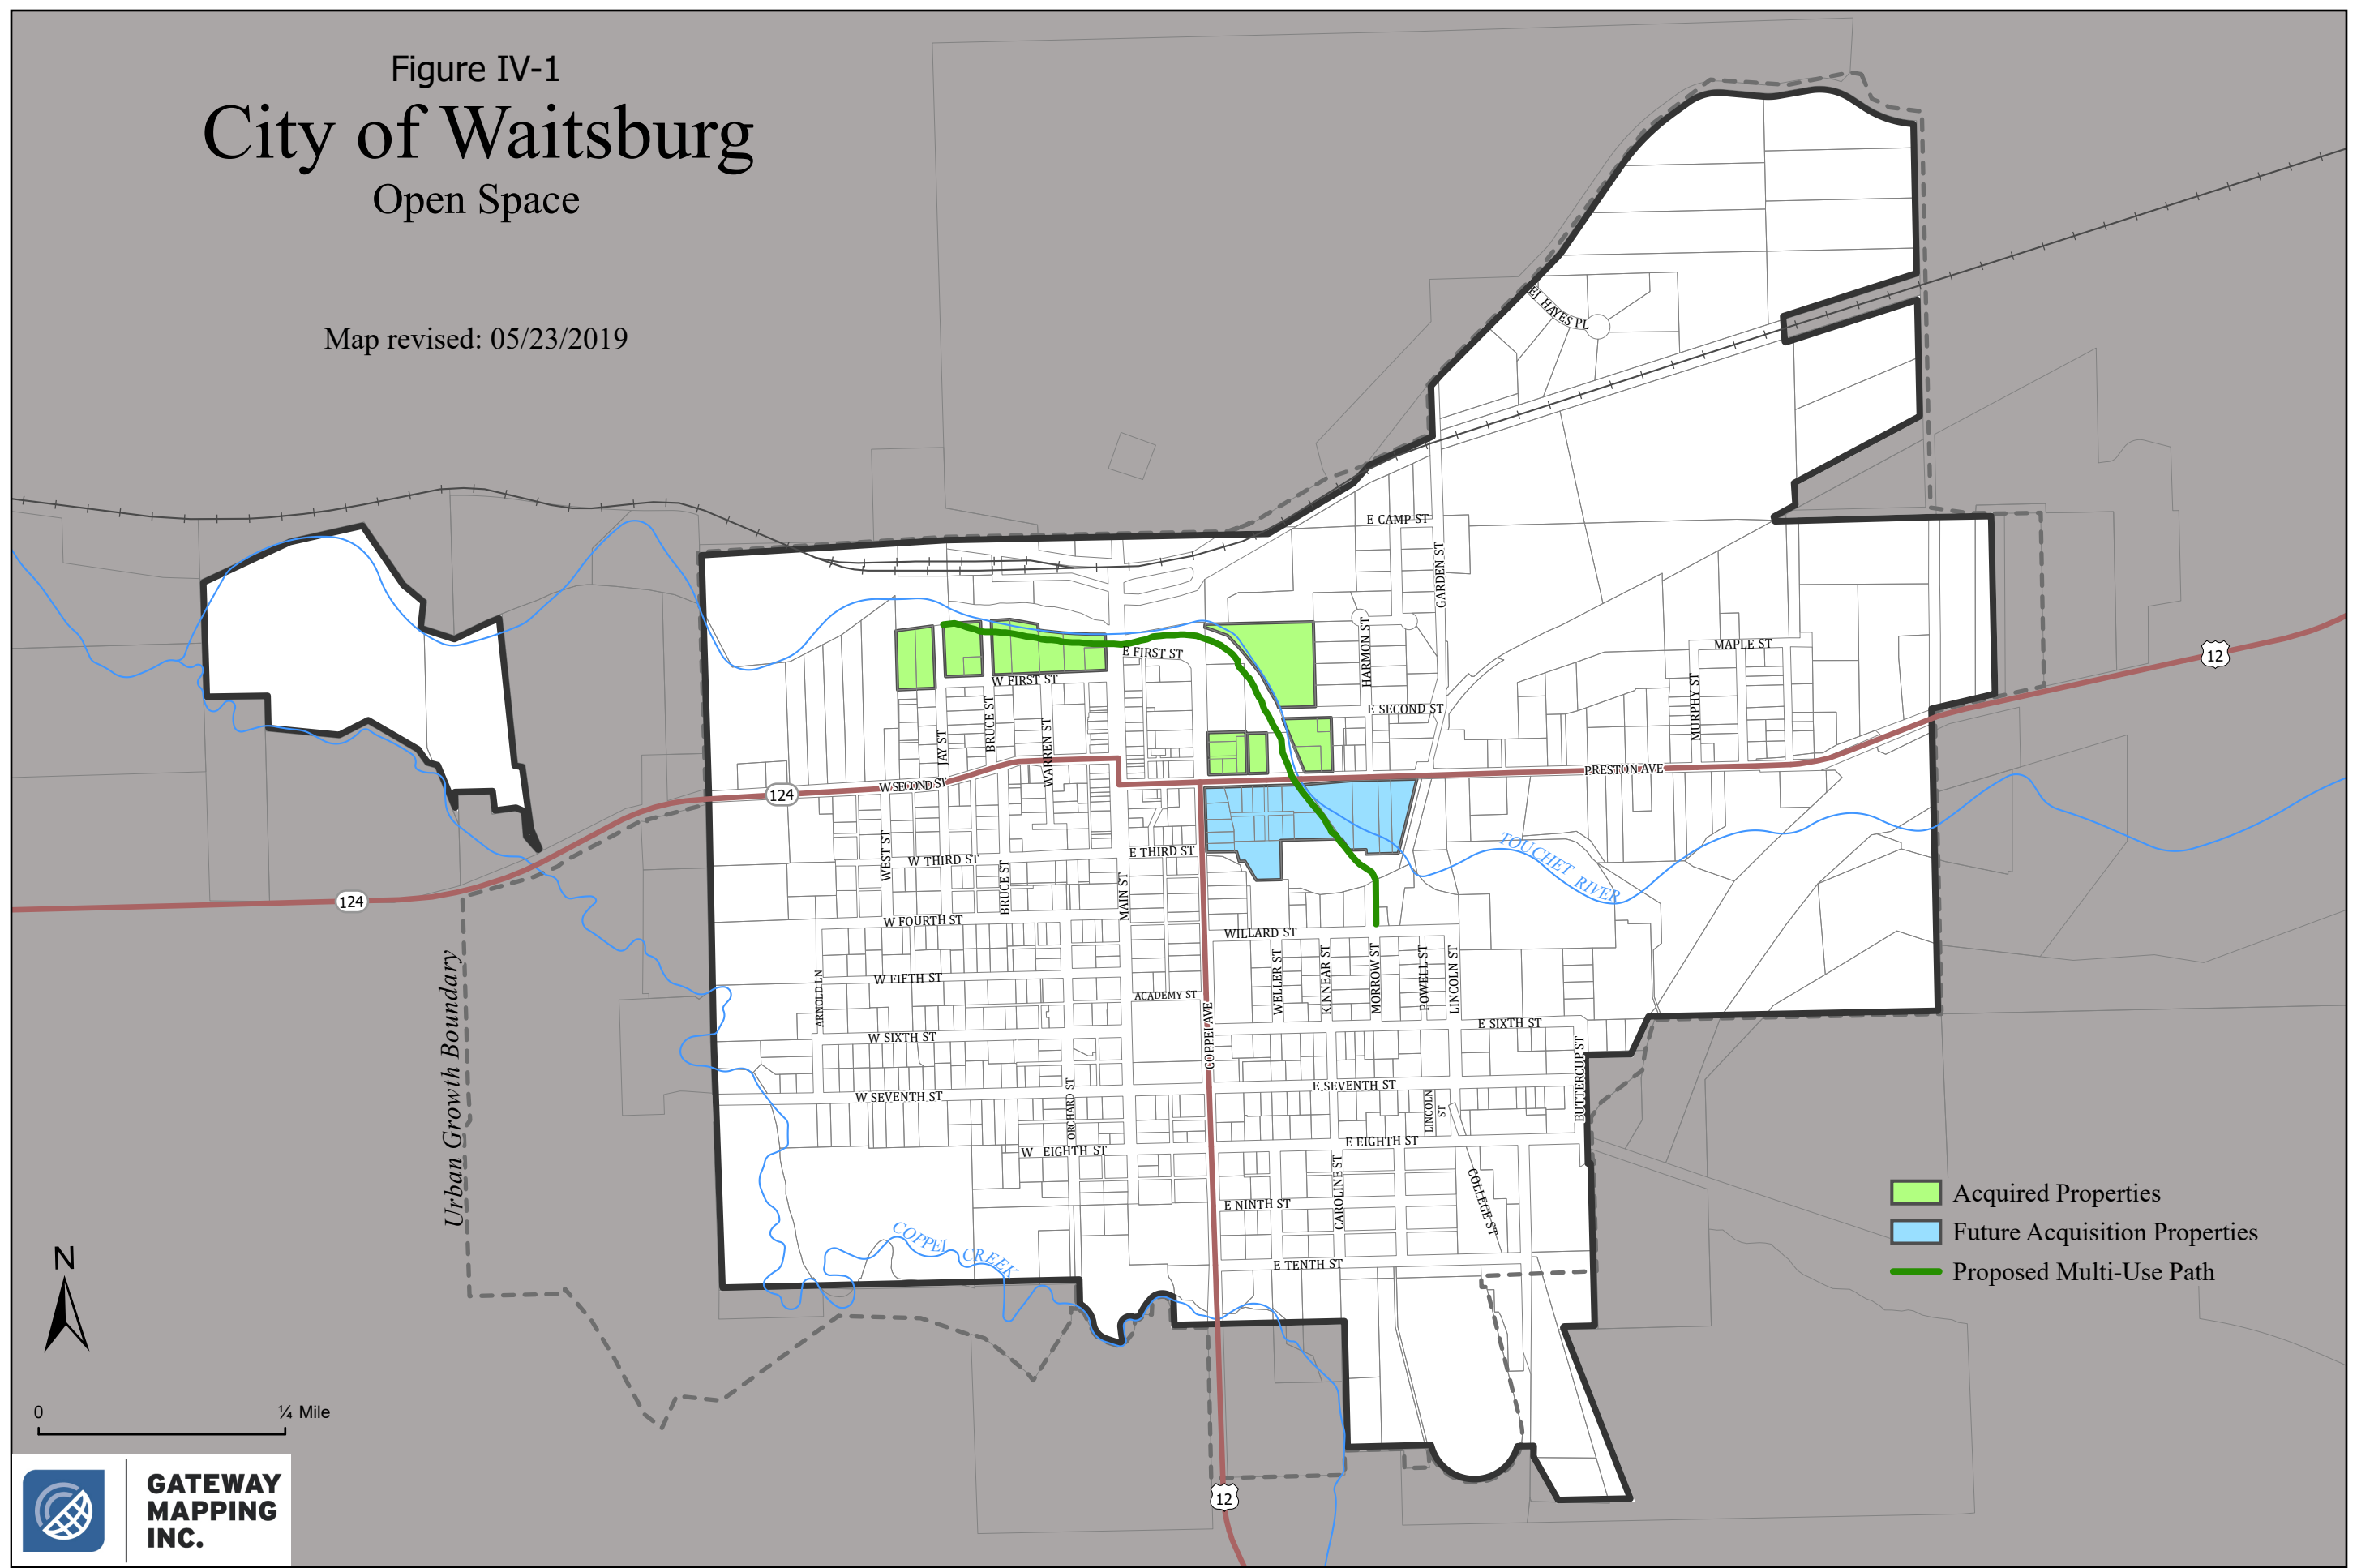 Figure IV-1
City of Waitsburg
Open Space
Map revised: 05/23/2019
EJ HAYES PL
E CAMP ST
GARDEN ST
HARMON ST
MAPLE ST
MURPHY ST
12
E FIRST ST
W FIRST ST
E SECOND ST
JAY ST
BRUCE ST
WARREN ST
PRESTON AVE
W SECOND ST
124
124
WEST ST
W THIRD ST
E THIRD ST
BRUCE ST
MAIN ST
TOUCHET RIVER
W FOURTH ST
WILLARD ST
W FIFTH ST
ARNOLD LN
ACADEMY ST
WELLER ST
KINNEAR ST
MORROW ST
POWELL ST
LINCOLN ST
COPPEI AVE
W SIXTH ST
E SIXTH ST
BUTTERCUP ST
E SEVENTH ST
W SEVENTH ST
ORCHARD ST
LINCOLN
ST
E EIGHTH ST
W EIGHTH ST
CAROLINE ST
COLLEGE ST
E NINTH ST
COPPEI CREEK
E TENTH ST
12
Urban Growth Boundary
Acquired Properties
Future Acquisition Properties
Proposed Multi-Use Path
N
0
¼ Mile
GATEWAY
MAPPING
INC.